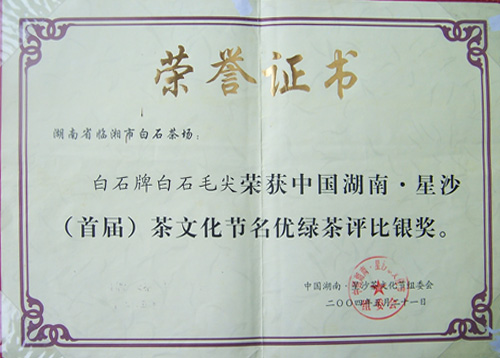 荣誉证书
湖南省临湘市白石茶场：
白石牌白石毛尖荣获中国湖南·星沙
（首届）茶文化节名优绿茶评比银奖。
中国湖南·星沙茶文化节组委会
二〇〇四年五月二十一日